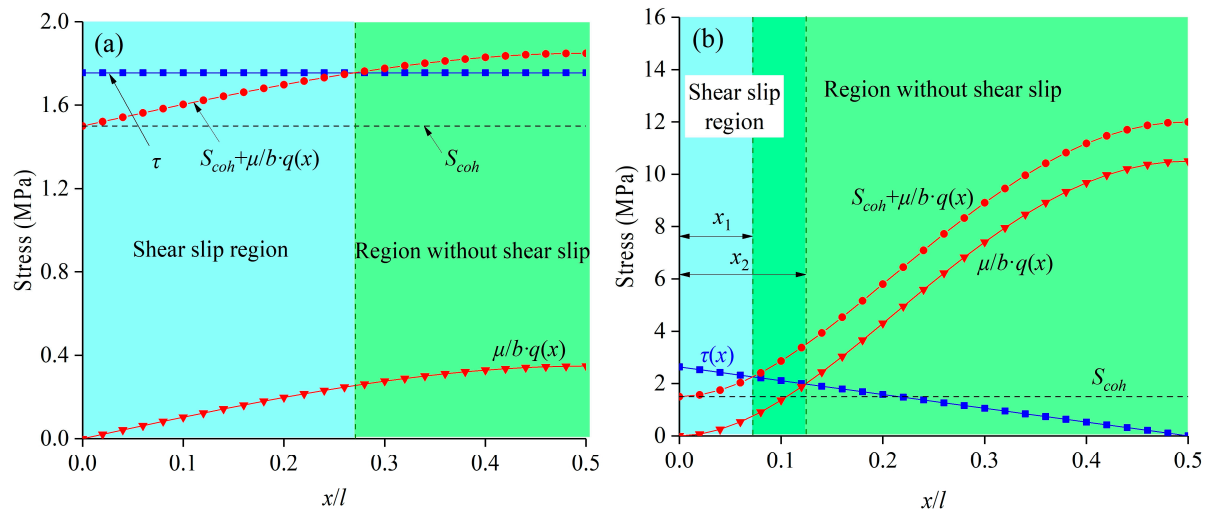 (a)
2.0
1.6
1.2
0.8
0.4
0.0
Stress (MPa)
τ
S_coh+μ/b·q(x)
S_coh
Shear slip region
Region without shear slip
μ/b·q(x)
0.0 0.1 0.2 0.3 0.4 0.5
x/l
(b)
16
14
12
10
8
6
4
2
0
Stress (MPa)
Shear slip
region
Region without shear slip
S_coh+μ/b·q(x)
x_1
x_2
μ/b·q(x)
τ(x)
S_coh
0.0 0.1 0.2 0.3 0.4 0.5
x/l